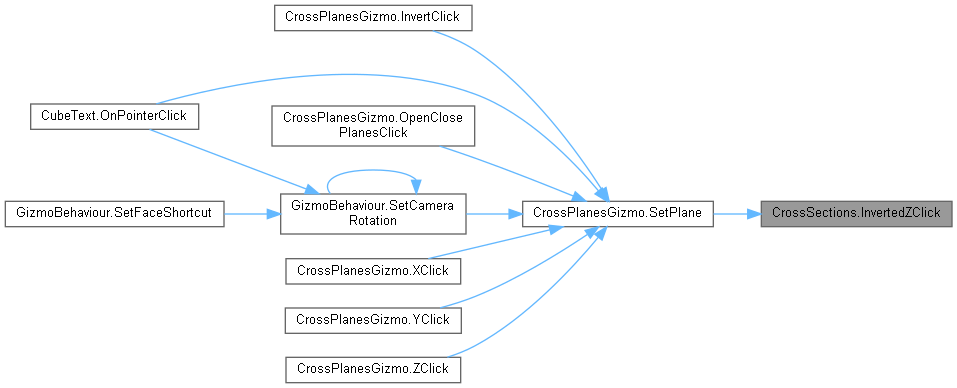 CrossPlanesGizmo.InvertClick
CubeText.OnPointerClick
CrossPlanesGizmo.OpenClose
PlanesClick
GizmoBehaviour.SetFaceShortcut
GizmoBehaviour.SetCamera
Rotation
CrossPlanesGizmo.SetPlane
CrossSections.InvertedZClick
CrossPlanesGizmo.XClick
CrossPlanesGizmo.YClick
CrossPlanesGizmo.ZClick